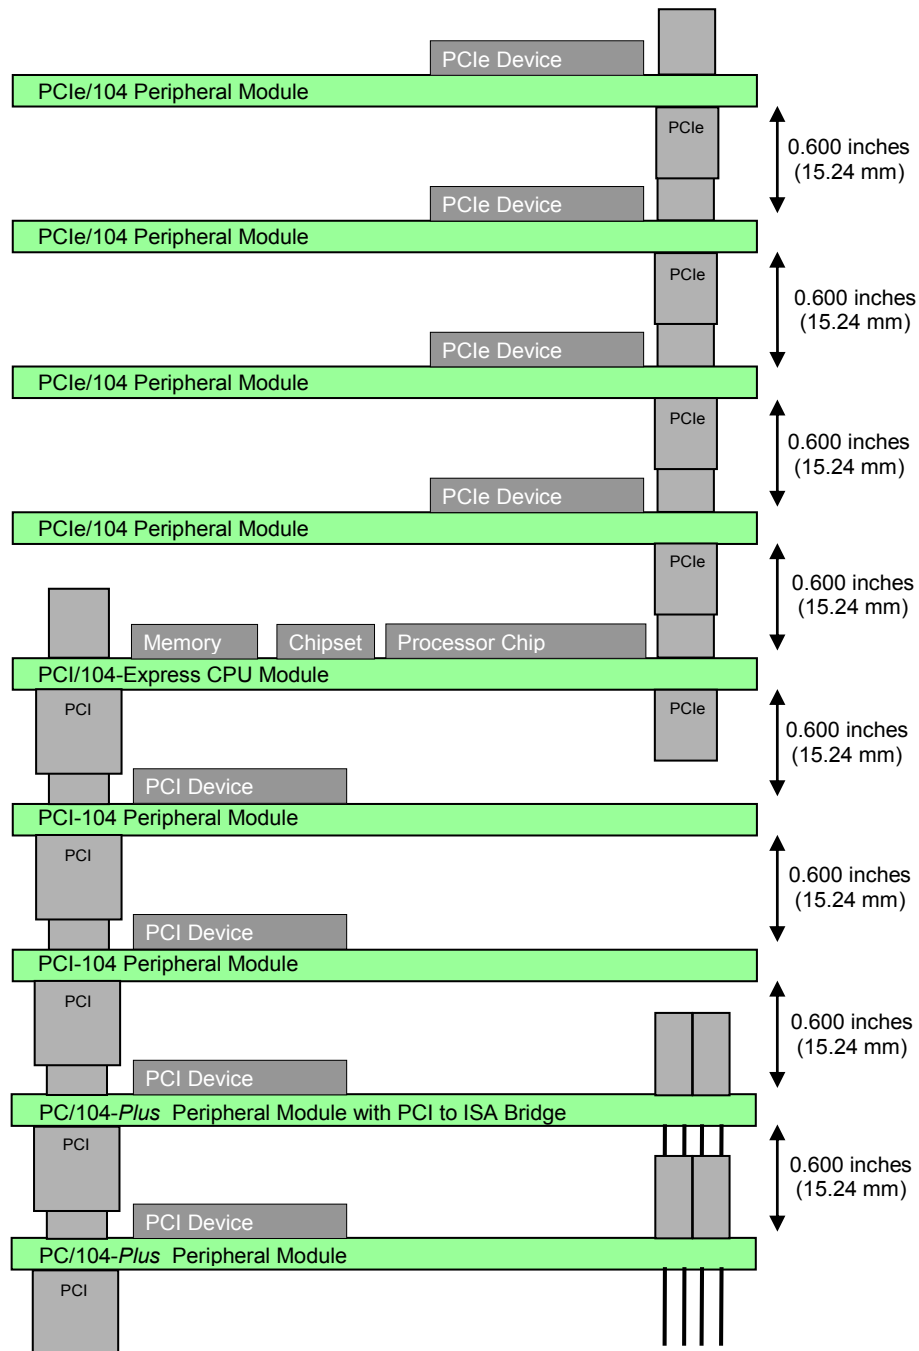 PCIe Device
PCIe/104 Peripheral Module
PCIe
0.600 inches
(15.24 mm)
PCIe Device
PCIe/104 Peripheral Module
PCIe
0.600 inches
(15.24 mm)
PCIe Device
PCIe/104 Peripheral Module
PCIe
0.600 inches
(15.24 mm)
PCIe Device
PCIe/104 Peripheral Module
PCIe
0.600 inches
(15.24 mm)
Memory
Chipset
Processor Chip
PCI/104-Express CPU Module
PCI
PCIe
0.600 inches
(15.24 mm)
PCI Device
PCI-104 Peripheral Module
PCI
0.600 inches
(15.24 mm)
PCI Device
PCI-104 Peripheral Module
PCI
0.600 inches
(15.24 mm)
PCI Device
PC/104-Plus Peripheral Module with PCI to ISA Bridge
PCI
0.600 inches
(15.24 mm)
PCI Device
PC/104-Plus Peripheral Module
PCI